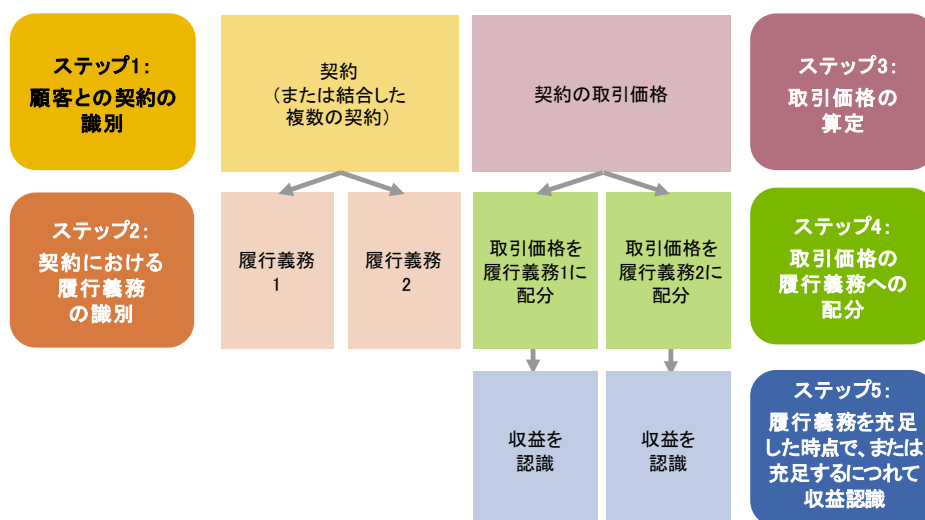 ステップ1:
顧客との契約の
識別
契約
(または結合した
複数の契約)
契約の取引価格
ステップ3:
取引価格の
算定
ステップ2:
契約における
履行義務
の識別
履行義務
1
履行義務
2
取引価格を
履行義務1に
配分
取引価格を
履行義務2に
配分
ステップ4:
取引価格の
履行義務への
配分
収益を
認識
収益を
認識
ステップ5:
履行義務を充足
した時点で、または
充足するにつれて
収益認識